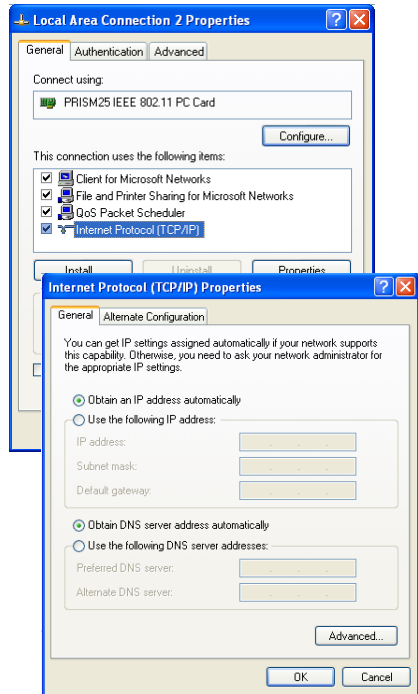 Local Area Connection 2 Properties
General Authentication Advanced
Connect using:
PRISM25 IEEE 802.11 PC Card
Configure...
This connection uses the following items:
Client for Microsoft Networks
File and Printer Sharing for Microsoft Networks
QoS Packet Scheduler
Internet Protocol (TCP/IP)
Install Uninstall Properties
Internet Protocol (TCP/IP) Properties
General Alternate Configuration
You can get IP settings assigned automatically if your network supports
this capability. Otherwise, you need to ask your network administrator for
the appropriate IP settings.
Obtain an IP address automatically
Use the following IP address:
IP address:
Subnet mask:
Default gateway:
Obtain DNS server address automatically
Use the following DNS server addresses:
Preferred DNS server:
Alternate DNS server:
Advanced...
OK Cancel